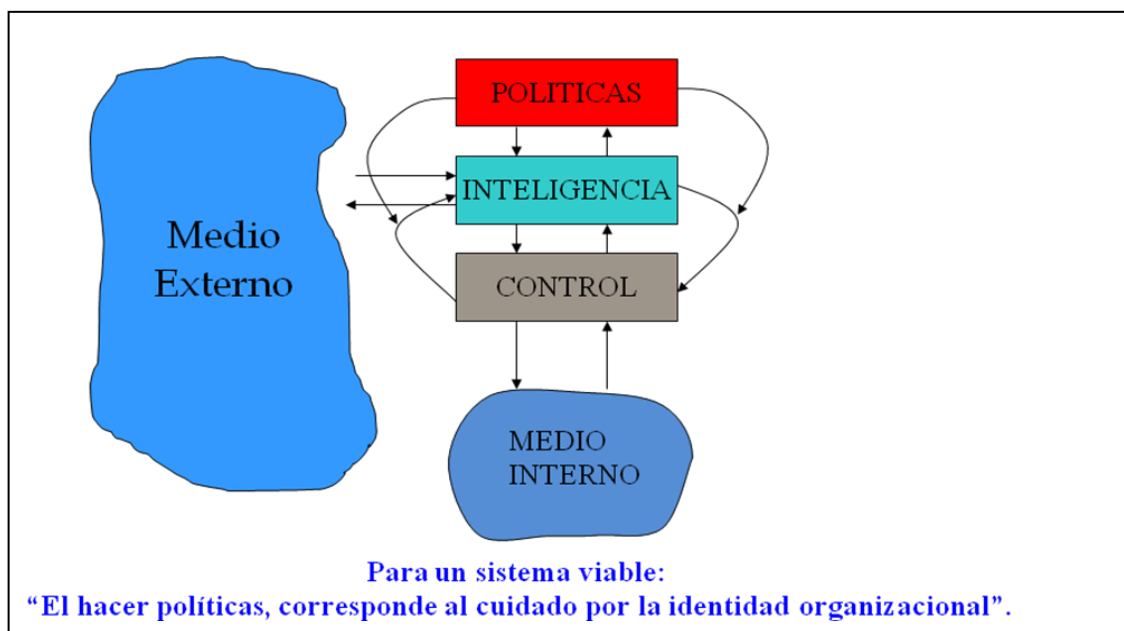 POLITICAS
INTELIGENCIA
Medio
Externo
CONTROL
MEDIO
INTERNO
Para un sistema viable:
“El hacer políticas, corresponde al cuidado por la identidad organizacional”.